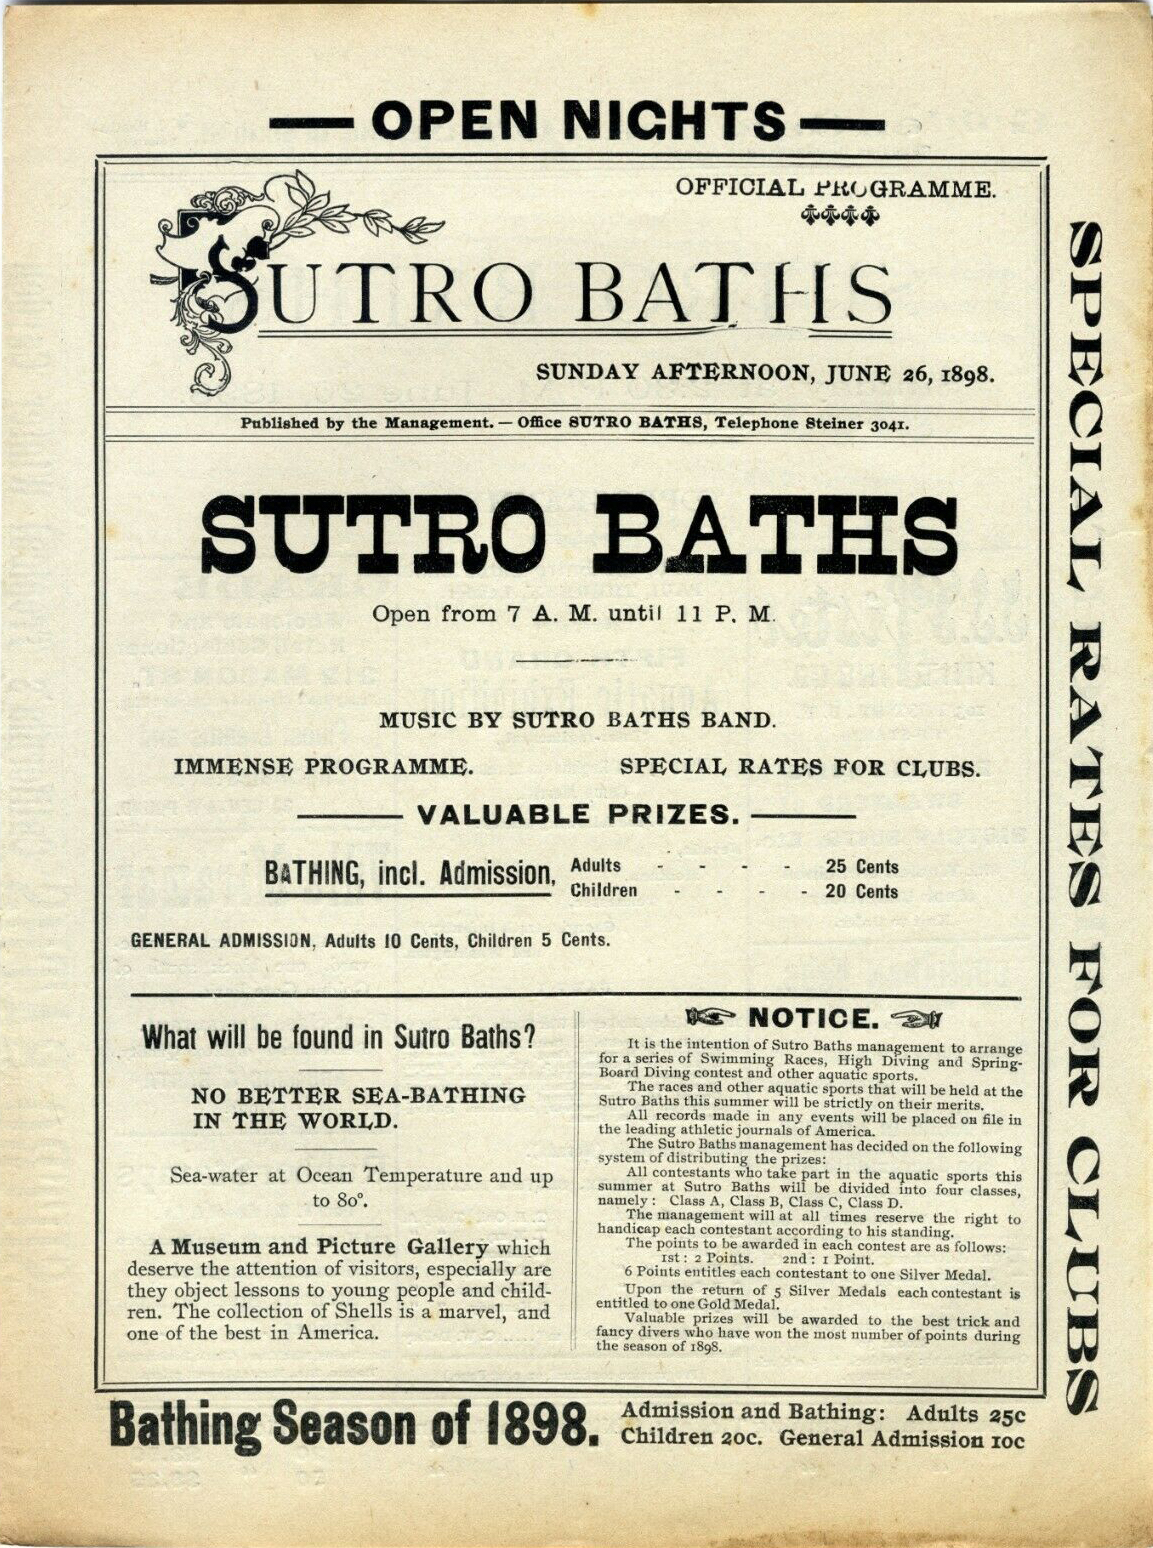 — OPEN NIGHTS —
OFFICIAL PROGRAMME.
SUTRO BATHS
SUNDAY AFTERNOON, JUNE 26, 1898.
Published by the Management. — Office SUTRO BATHS, Telephone Steiner 3041.
SUTRO BATHS
Open from 7 A. M. until 11 P. M.
MUSIC BY SUTRO BATHS BAND.
IMMENSE PROGRAMME. SPECIAL RATES FOR CLUBS.
—— VALUABLE PRIZES. ——
BATHING, incl. Admission, Adults - - - - 25 Cents
Children - - - - 20 Cents
GENERAL ADMISSION, Adults 10 Cents, Children 5 Cents.
What will be found in Sutro Baths?
NO BETTER SEA-BATHING
IN THE WORLD.
Sea-water at Ocean Temperature and up
to 80°.
A Museum and Picture Gallery which
deserve the attention of visitors, especially are
they object lessons to young people and child-
ren. The collection of Shells is a marvel, and
one of the best in America.
NOTICE.
It is the intention of Sutro Baths management to arrange
for a series of Swimming Races, High Diving and Spring-
Board Diving contest and other aquatic sports.
The races and other aquatic sports that will be held at the
Sutro Baths this summer will be strictly on their merits.
All records made in any events will be placed on file in
the leading athletic journals of America.
The Sutro Baths management has decided on the following
system of distributing the prizes:
All contestants who take part in the aquatic sports this
summer at Sutro Baths will be divided into four classes,
namely : Class A, Class B, Class C, Class D.
The management will at all times reserve the right to
handicap each contestant according to his standing.
The points to be awarded in each contest are as follows:
1st : 2 Points. 2nd : 1 Point.
6 Points entitles each contestant to one Silver Medal.
Upon the return of 5 Silver Medals each contestant is
entitled to one Gold Medal.
Valuable prizes will be awarded to the best trick and
fancy divers who have won the most number of points during
the season of 1898.
Bathing Season of 1898. Admission and Bathing: Adults 25c
Children 20c. General Admission 10c
SPECIAL RATES FOR CLUBS